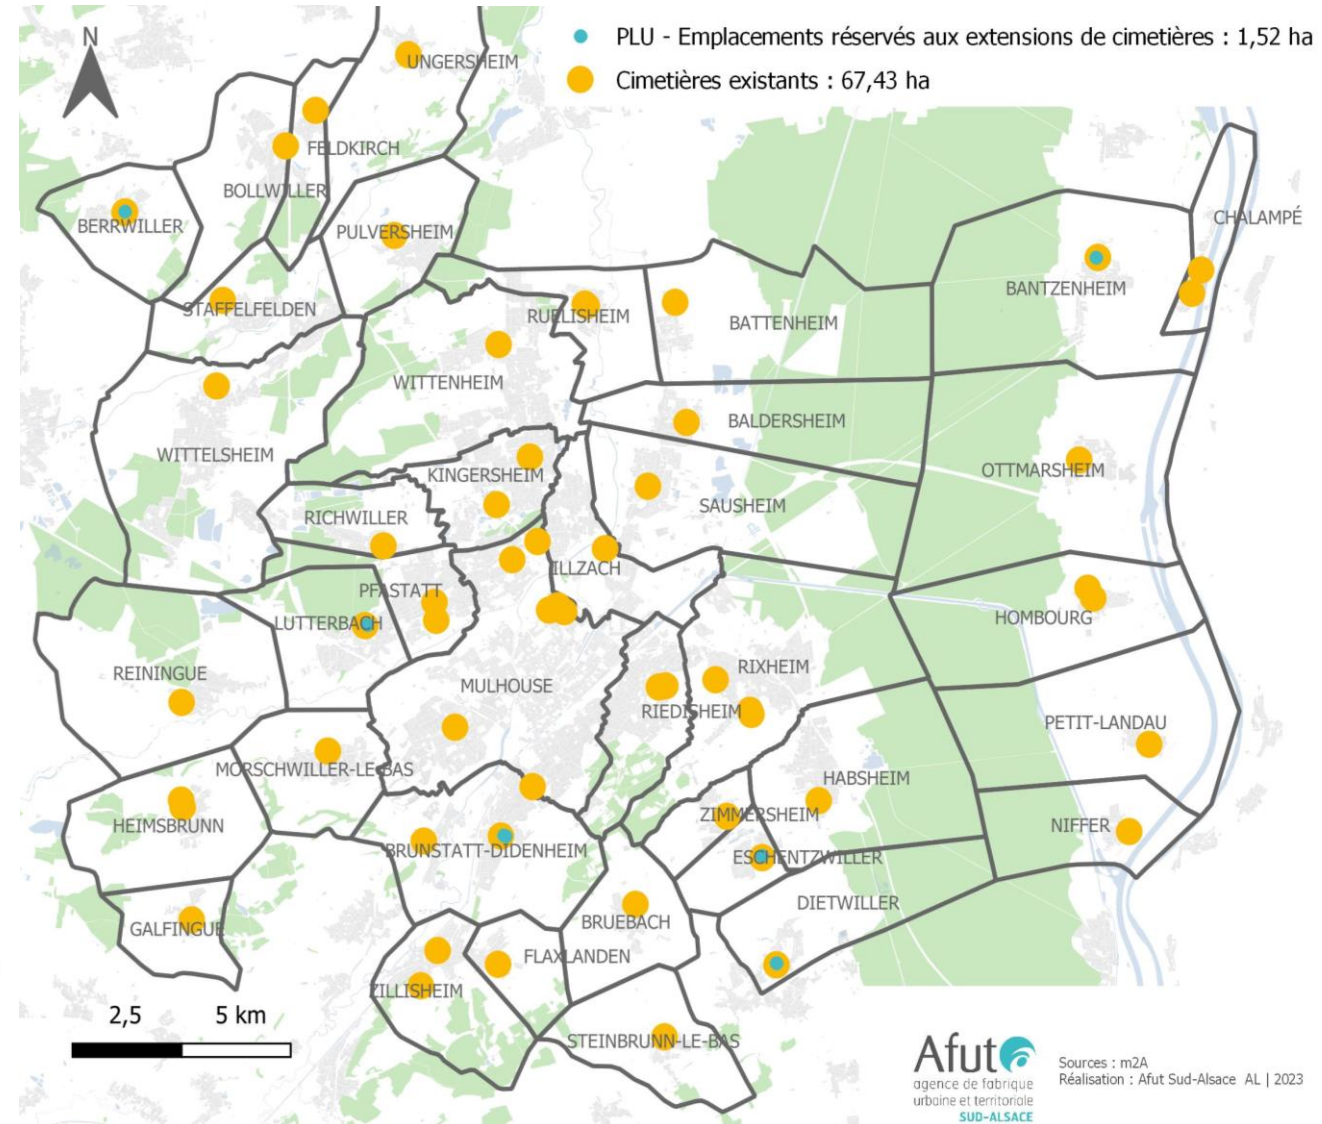 N
PLU - Emplacements réservés aux extensions de cimetières : 1,52 ha
Cimetières existants : 67,43 ha
UNGERSHEIM
FELDKIRCH
BOLLWILLER
BERRWILLER
PULVERSHEIM
CHALAMPÉ
BANTZENHEIM
STAFFELFELDEN
RUELISHEIM
BATTENHEIM
WITTENHEIM
BALDERSHEIM
WITTELSHEIM
KINGERSHEIM
OTTMARSHEIM
SAUSHEIM
RICHWILLER
ILLZACH
PFASTATT
LUTTERBACH
HOMBOURG
REININGUE
RIXHEIM
MULHOUSE
RIEDISHEIM
PETIT-LANDAU
MORSCHWILLER-LE-BAS
HABSHEIM
ZIMMERSHEIM
HEIMSBRUNN
NIFFER
BRUNSTATT-DIDENHEIM
ESCHENTZWILLER
DIETWILLER
GALFINGUE
BRUEBACH
FLAXLANDEN
ZILLISHEIM
STEINBRUNN-LE-BAS
2,5 5 km
Afut
agence de fabrique
urbaine et territoriale
SUD-ALSACE
Sources : m2A
Réalisation : Afut Sud-Alsace AL | 2023